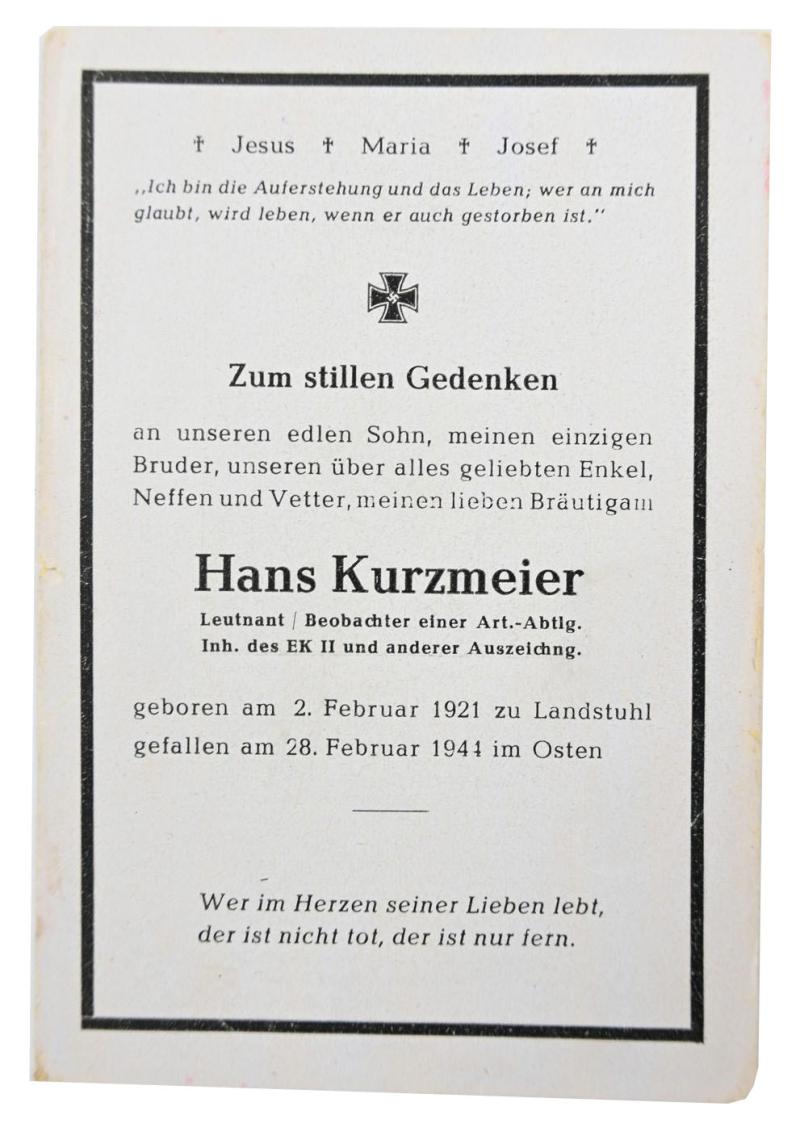 ✝ Jesus ✝ Maria ✝ Josef ✝
„Ich bin die Auferstehung und das Leben; wer an mich
glaubt, wird leben, wenn er auch gestorben ist."
Zum stillen Gedenken
an unseren edlen Sohn, meinen einzigen
Bruder, unseren über alles geliebten Enkel,
Neffen und Vetter, meinen lieben Bräutigam
Hans Kurzmeier
Leutnant / Beobachter einer Art.-Abtlg.
Inh. des EK II und anderer Auszeichng.
geboren am 2. Februar 1921 zu Landstuhl
gefallen am 28. Februar 1944 im Osten
Wer im Herzen seiner Lieben lebt,
der ist nicht tot, der ist nur fern.